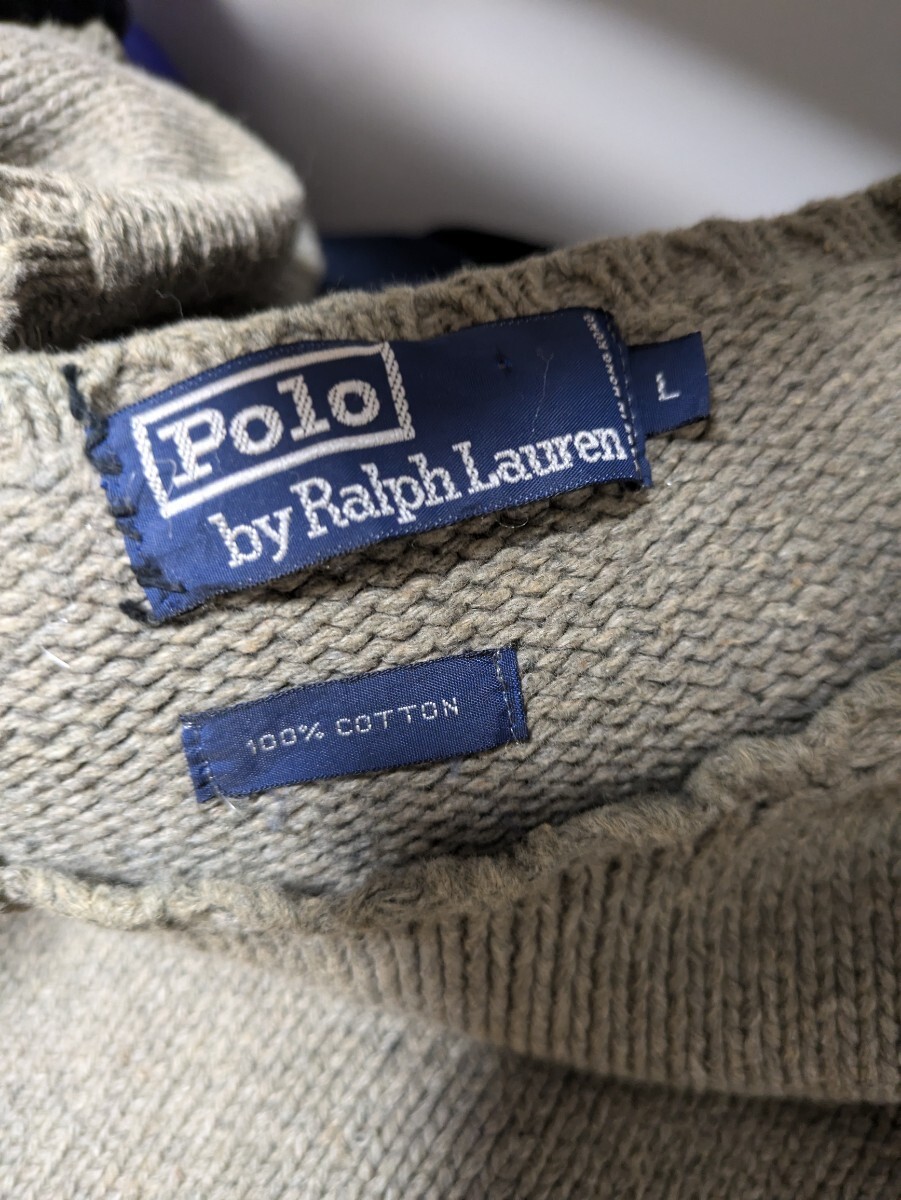 Polo
by Ralph Lauren
L
100% COTTON